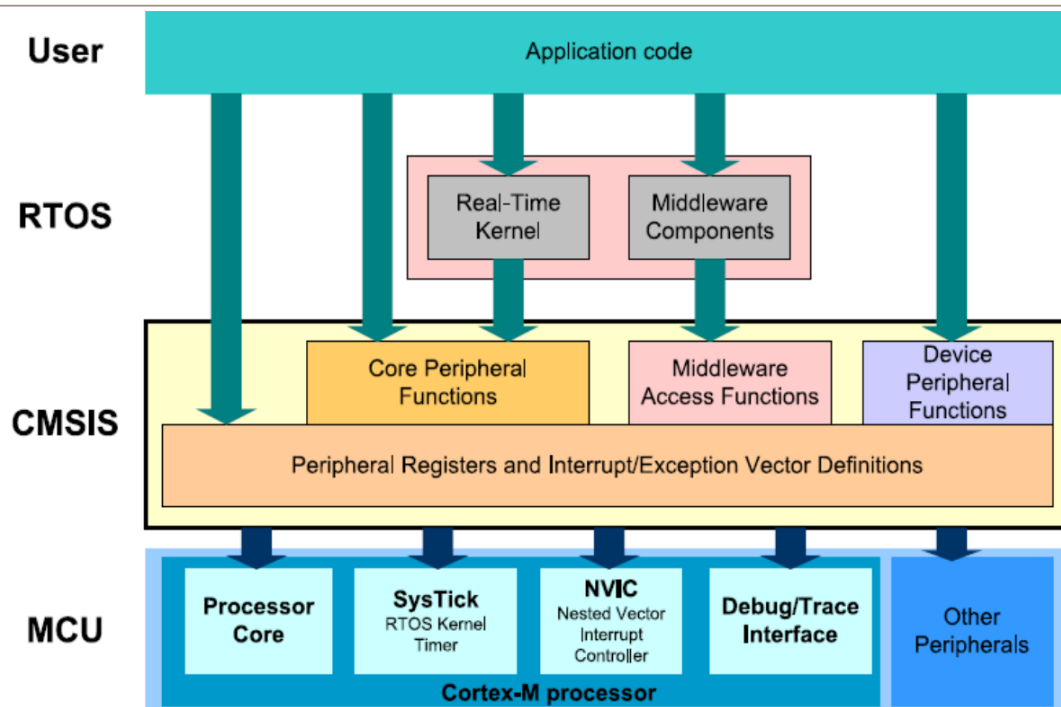 User
Application code
RTOS
Real-Time
Kernel
Middleware
Components
CMSIS
Core Peripheral
Functions
Middleware
Access Functions
Device
Peripheral
Functions
Peripheral Registers and Interrupt/Exception Vector Definitions
MCU
Processor
Core
SysTick
RTOS Kernel
Timer
NVIC
Nested Vector
Interrupt
Controller
Debug/Trace
Interface
Other
Peripherals
Cortex-M processor